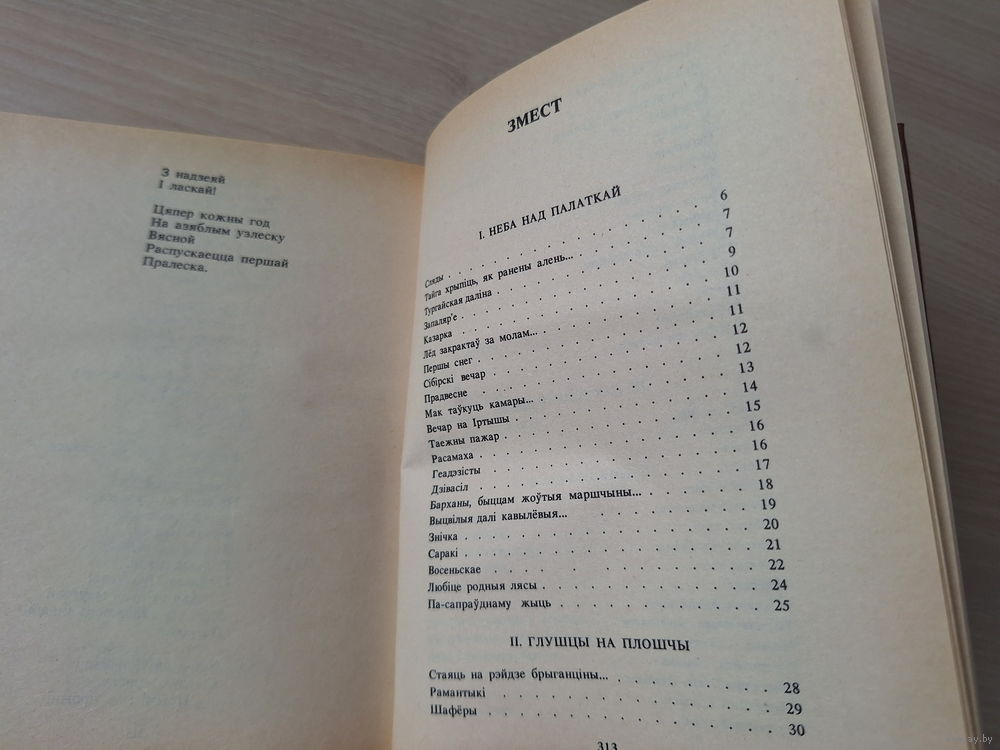 З надзеяй
І ласкай!
Цяпер кожны год
На азяблым узлеску
Вясной
Распускаецца першай
Пралеска.
ЗМЕСТ
I. НЕБА НАД ПАЛАТКАЙ
Сляды . . . . . . . . . . 6
Тайга хрыпіць, як ранены алень... . . . . . . 7
Тургайская даліна . . . . . . . . . 7
Запаляр'е . . . . . . . . . . 9
Казарка . . . . . . . . . . 10
Лёд закрактаў за молам... . . . . . . . 11
Першы снег . . . . . . . . . . 11
Сібірскі вечар . . . . . . . . . 12
Прадвесне . . . . . . . . . . 12
Мак таўкуць камары... . . . . . . . . 13
Вечар на Іртышы . . . . . . . . . 14
Таежны пажар . . . . . . . . . 15
Расамаха . . . . . . . . . . 16
Геадэзісты . . . . . . . . . . 16
Дзівасіл . . . . . . . . . . 17
Барханы, быццам жоўтыя маршчыны... . . . . . 18
Выцвілыя далі кавылёвыя... . . . . . . . 19
Знічка . . . . . . . . . . 20
Саракі . . . . . . . . . . 21
Восеньскае . . . . . . . . . . 22
Любіце родныя лясы . . . . . . . . 24
Па-сапраўднаму жыць . . . . . . . . 25
II. ГЛУШЦЫ НА ПЛОШЧЫ
Стаяць на рэйдзе брыганціны... . . . . . . 28
Рамантыкі . . . . . . . . . . 29
Шафёры . . . . . . . . . . 30
313